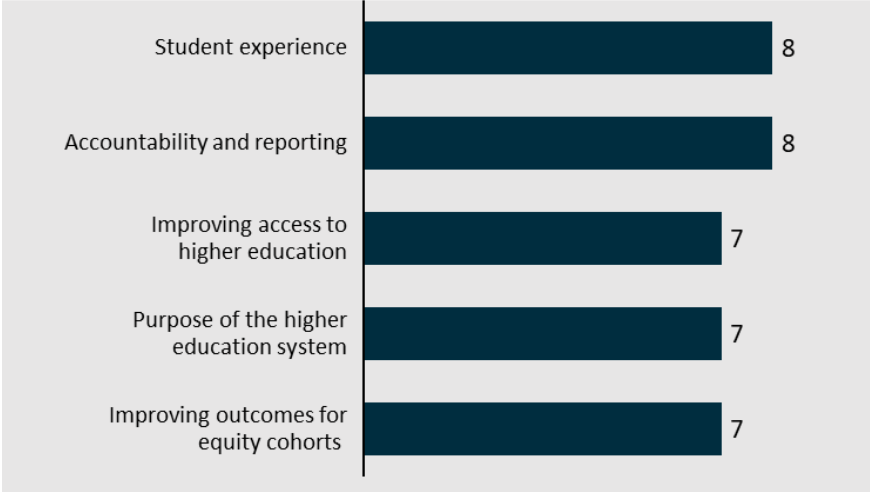 Student experience
8
Accountability and reporting
8
Improving access to
higher education
7
Purpose of the higher
education system
7
Improving outcomes for
equity cohorts
7